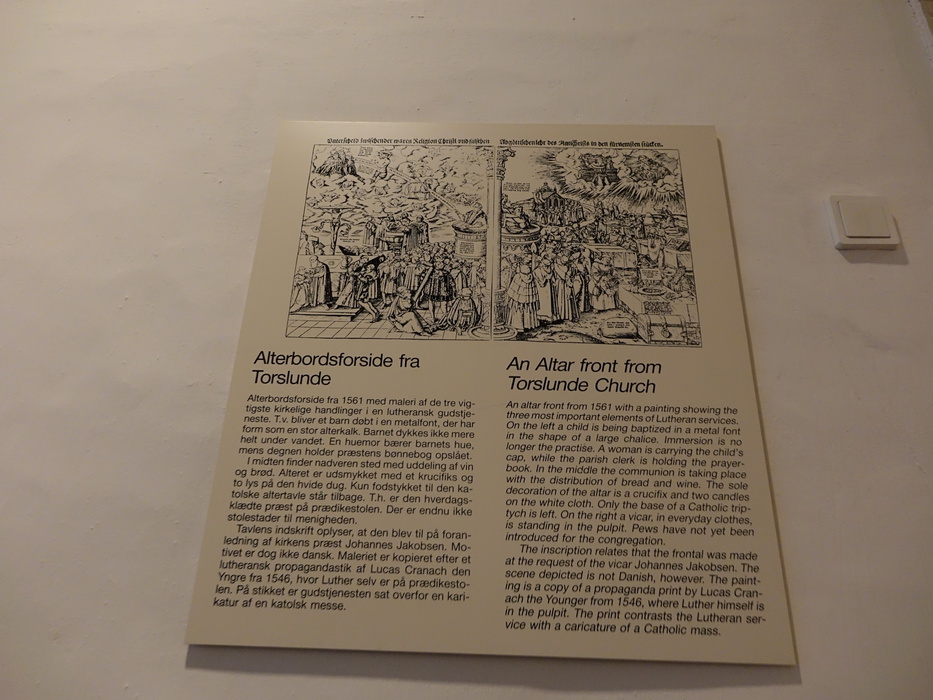 Underscheid zwischen der waren Religion Christi und falschen Abgöttischen lehr des Antichrists in den fürnemsten stücken.
Alterbordsforside fra
Torslunde
Alterbordsforside fra 1561 med maleri af de tre vig-
tigste kirkelige handlinger i en luthersk gudstje-
neste. T.v. bliver et barn døbt i en metalfont, der har
form som en stor alterkalk. Barnet dykkes ikke mere
helt under vandet. En huemor bærer barnets hue,
mens degnen holder præstens bønnebog opslået.
I midten finder nadveren sted med uddeling af vin
og brød. Alteret er udsmykket med et krucifiks og
to lys på den hvide dug. Kun fodstykket til den ka-
tolske altertavle står tilbage. T.h. er den hverdags-
klædte præst på prædikestolen. Der er endnu ikke
stolestader til menigheden.
Tavlens indskrift oplyser, at den blev til på foran-
ledning af kirkens præst Johannes Jakobsen. Mo-
tivet er dog ikke dansk. Maleriet er kopieret efter et
luthersk propagandastik af Lucas Cranach den
Yngre fra 1546, hvor Luther selv er på prædikesto-
len. På stikket er gudstjenesten sat overfor en kari-
katur af en katolsk messe.
An Altar front from
Torslunde Church
An altar front from 1561 with a painting showing the
three most important elements of Lutheran services.
On the left a child is being baptized in a metal font
in the shape of a large chalice. Immersion is no
longer the practise. A woman is carrying the child's
cap, while the parish clerk is holding the prayer-
book. In the middle the communion is taking place
with the distribution of bread and wine. The sole
decoration of the altar is a crucifix and two candles
on the white cloth. Only the base of a Catholic trip-
tych is left. On the right a vicar, in everyday clothes,
is standing in the pulpit. Pews have not yet been
introduced for the congregation.
The inscription relates that the frontal was made
at the request of the vicar Johannes Jakobsen. The
scene depicted is not Danish, however. The paint-
ing is a copy of a propaganda print by Lucas Cran-
ach the Younger from 1546, where Luther himself is
in the pulpit. The print contrasts the Lutheran ser-
vice with a caricature of a Catholic mass.